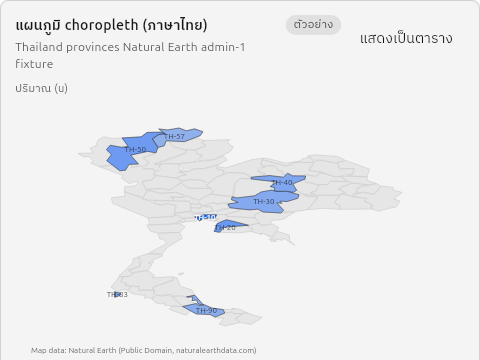 แผนภูมิ choropleth (ภาษาไทย)
ตัวอย่าง
แสดงเป็นตาราง
Thailand provinces Natural Earth admin-1
fixture
ปริมาณ (น)
TH-57
TH-50
TH-40
TH-30
TH-10
TH-20
TH-83
TH-90
Map data: Natural Earth (Public Domain, naturalearthdata.com)